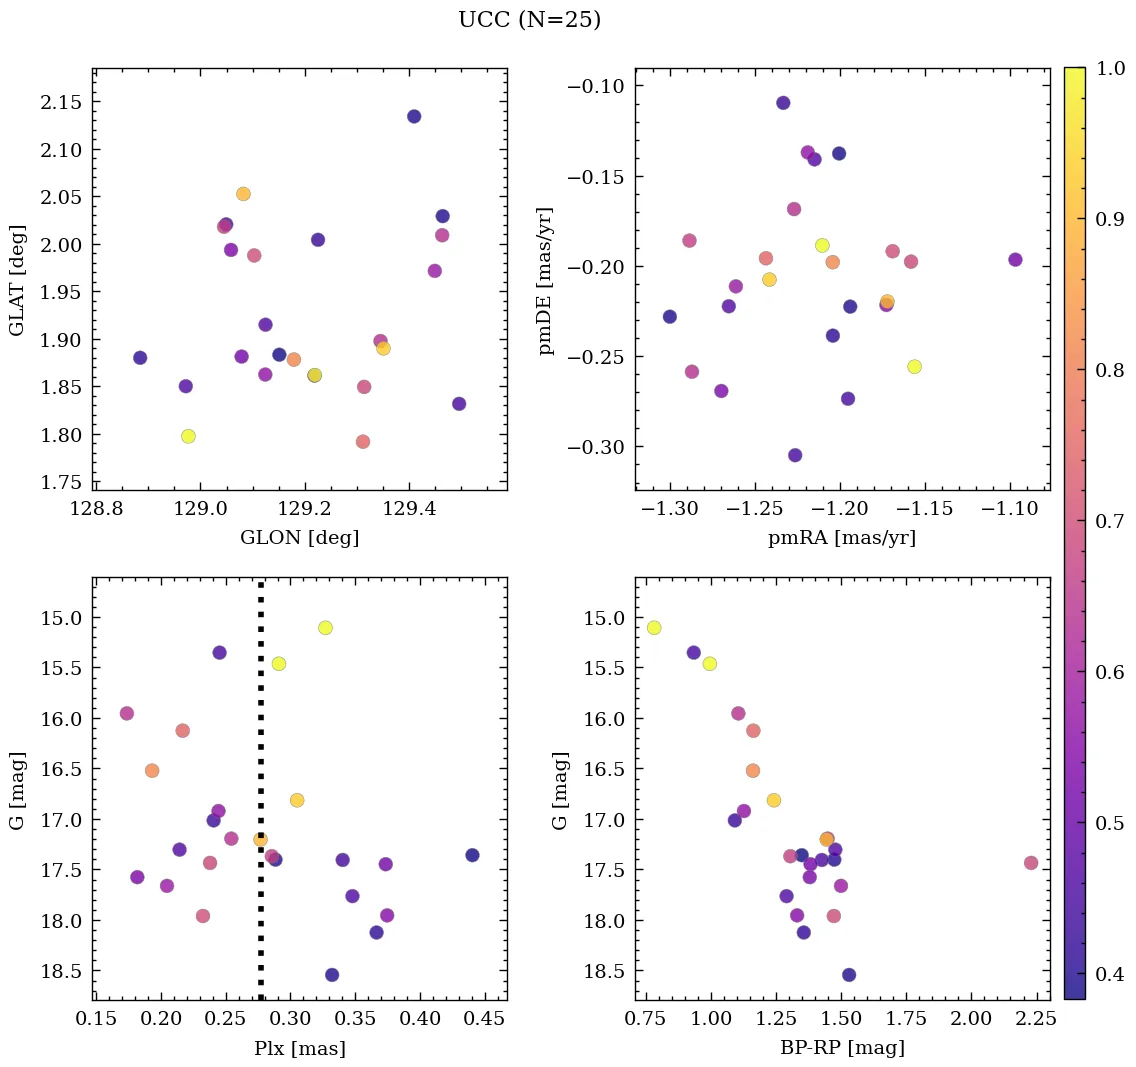 UCC (N=25)
2.15
2.10
2.05
2.00
1.95
1.90
1.85
1.80
1.75
GLAT [deg]
128.8 129.0 129.2 129.4
GLON [deg]
−0.10
−0.15
−0.20
−0.25
−0.30
pmDE [mas/yr]
−1.30 −1.25 −1.20 −1.15 −1.10
pmRA [mas/yr]
15.0
15.5
16.0
16.5
17.0
17.5
18.0
18.5
G [mag]
0.15 0.20 0.25 0.30 0.35 0.40 0.45
Plx [mas]
15.0
15.5
16.0
16.5
17.0
17.5
18.0
18.5
G [mag]
0.75 1.00 1.25 1.50 1.75 2.00 2.25
BP-RP [mag]
1.0
0.9
0.8
0.7
0.6
0.5
0.4